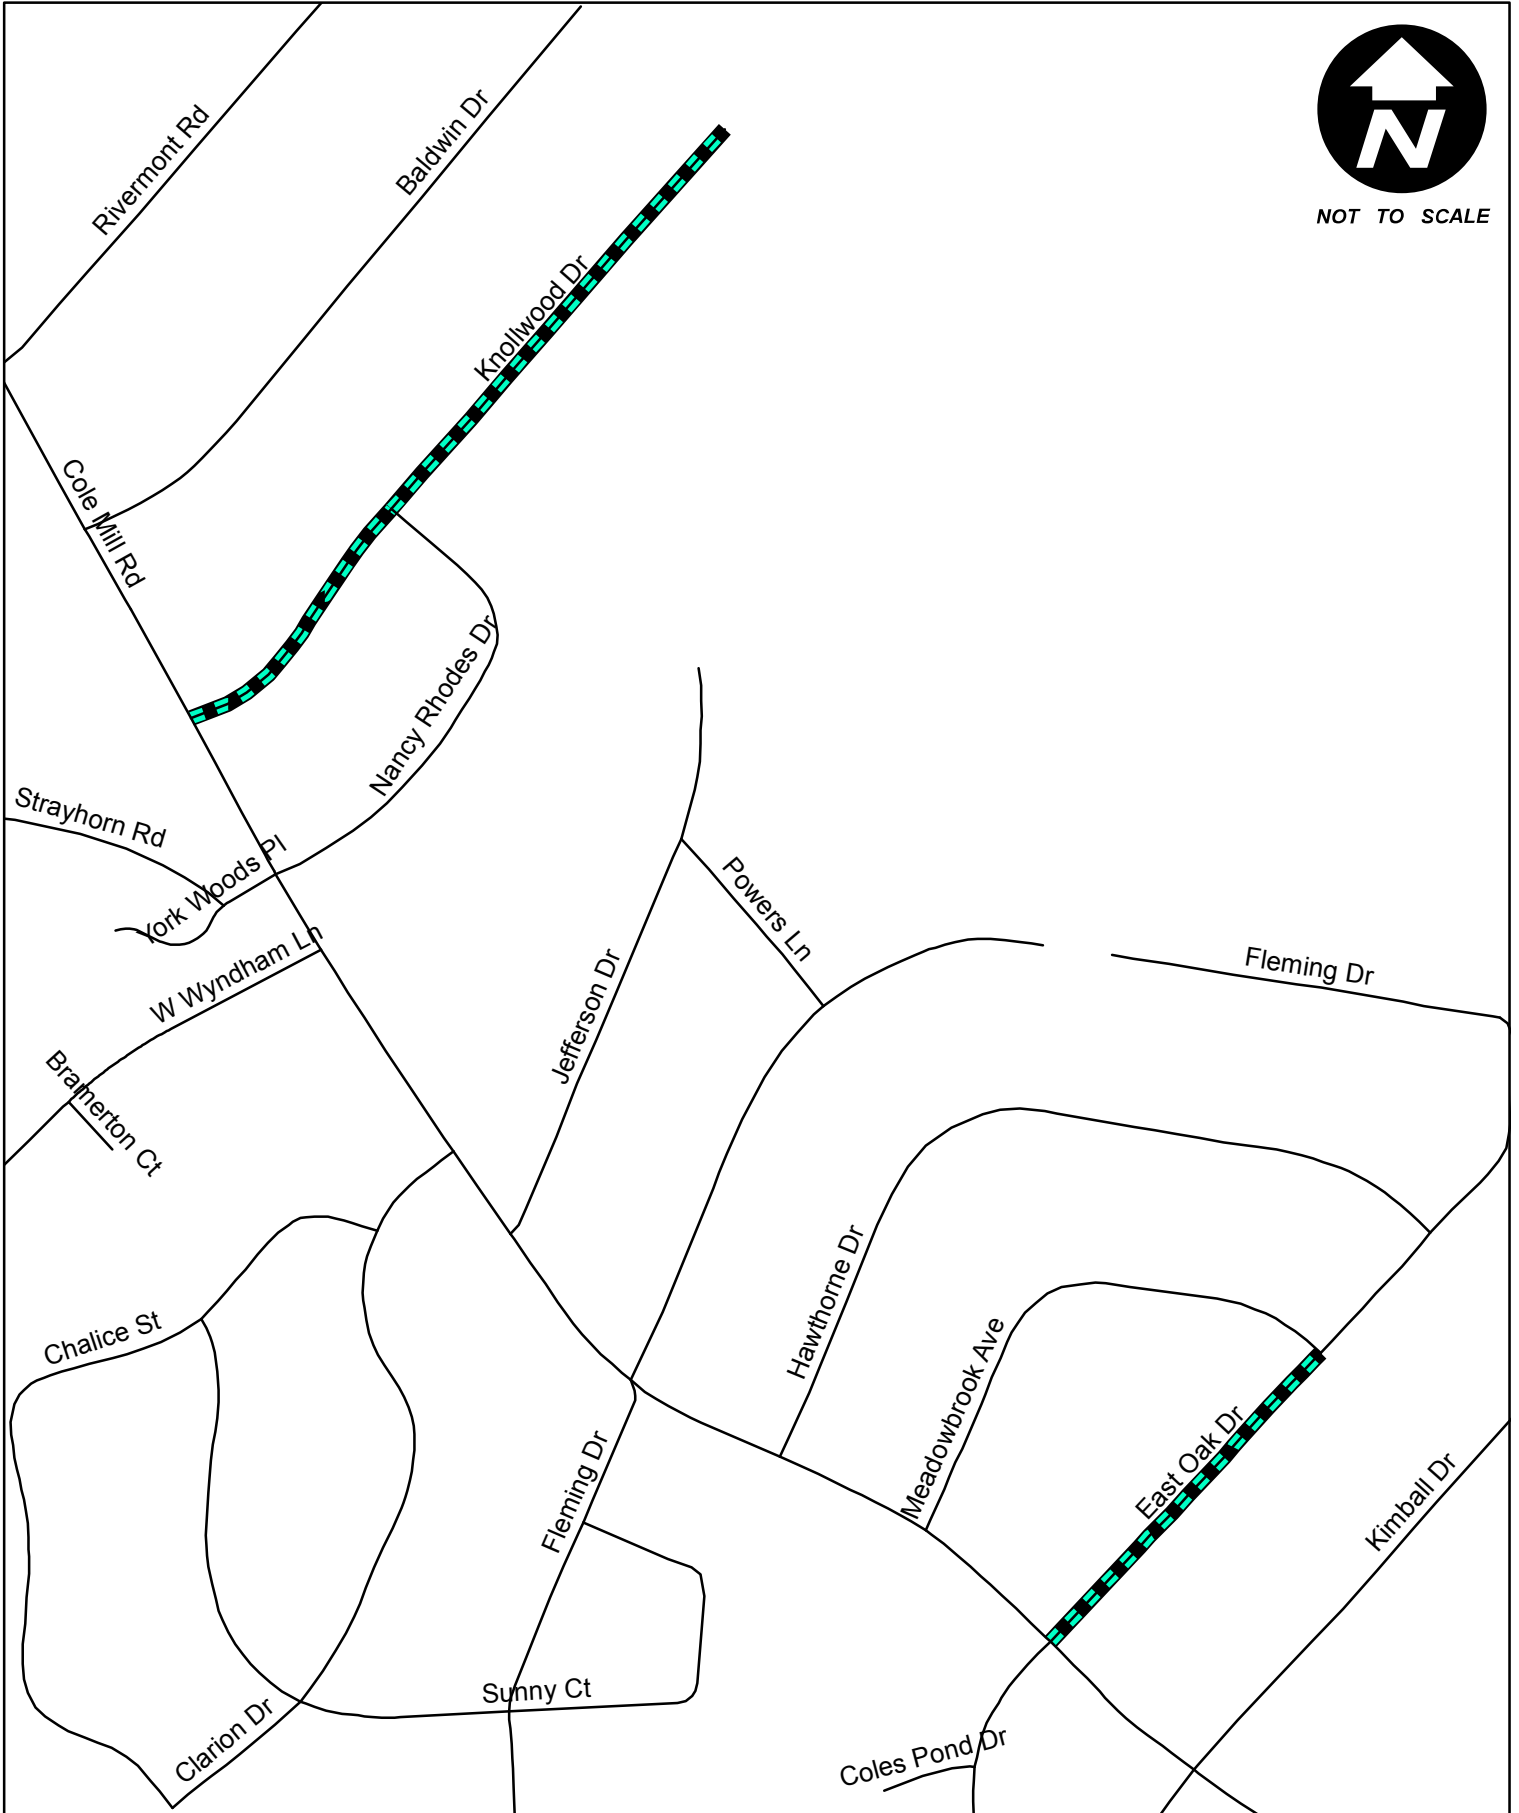 Rivermont Rd
Baldwin Dr
N
NOT TO SCALE
Knollwood Dr
Cole Mill Rd
Nancy Rhodes Dr
Strayhorn Rd
York Woods Pl
W Wyndham Ln
Bramerton Ct
Powers Ln
Jefferson Dr
Fleming Dr
Hawthorne Dr
Chalice St
Meadowbrook Ave
East Oak Dr
Fleming Dr
Kimball Dr
Sunny Ct
Clarion Dr
Coles Pond Dr